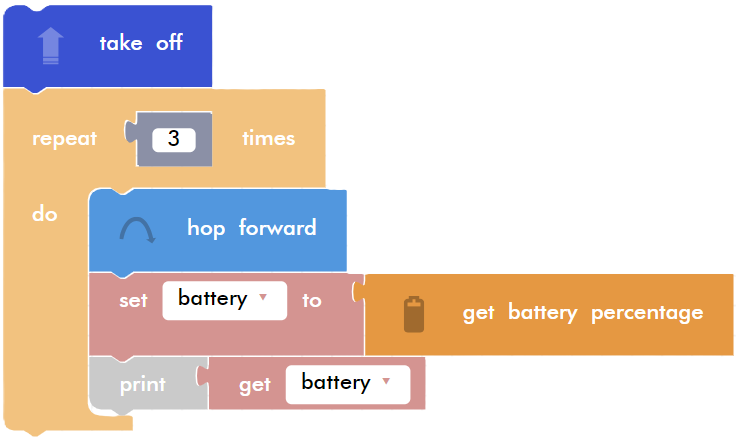 take off
repeat 3 times
do
hop forward
set battery to get battery percentage
print get battery